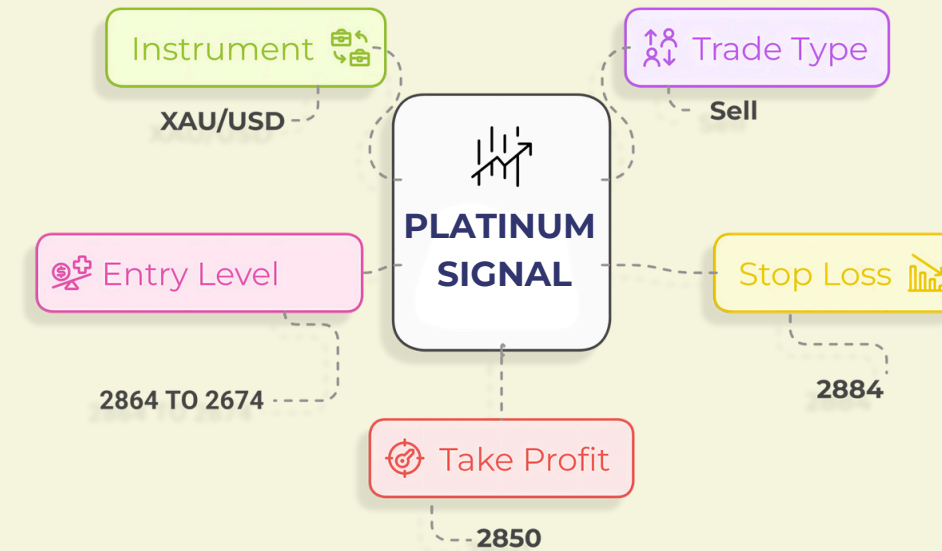 Instrument
Trade Type
XAU/USD
Sell
PLATINUM
SIGNAL
Entry Level
Stop Loss
2864 TO 2674
2884
Take Profit
2850